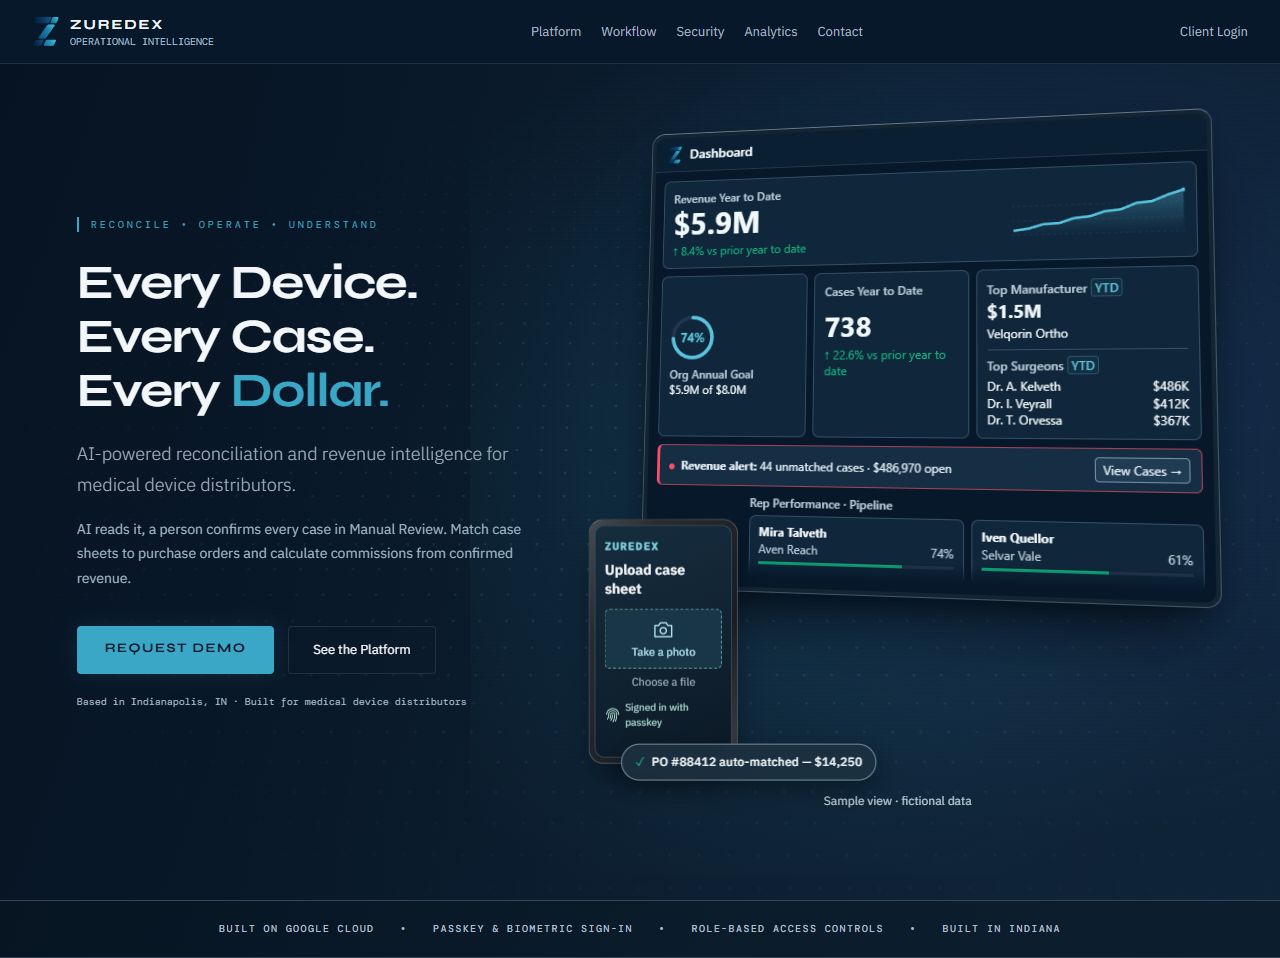 ZUREDEX
OPERATIONAL INTELLIGENCE
Platform Workflow Security Analytics Contact
Client Login
RECONCILE • OPERATE • UNDERSTAND
Every Device.
Every Case.
Every Dollar.
AI-powered reconciliation and revenue intelligence for
medical device distributors.
AI reads it, a person confirms every case in Manual Review. Match case
sheets to purchase orders and calculate commissions from confirmed
revenue.
REQUEST DEMO
See the Platform
Based in Indianapolis, IN · Built for medical device distributors
Dashboard
Revenue Year to Date
$5.9M
↑ 8.4% vs prior year to date
74%
Org Annual Goal
$5.9M of $8.0M
Cases Year to Date
738
↑ 22.6% vs prior year to
date
Top Manufacturer YTD
$1.5M
Velqorin Ortho
Top Surgeons YTD
Dr. A. Kelveth $486K
Dr. I. Veyrall $412K
Dr. T. Orvessa $367K
Revenue alert: 44 unmatched cases · $486,970 open
View Cases →
Rep Performance · Pipeline
Mira Talveth
Aven Reach 74%
Iven Quellor
Selvar Vale 61%
ZUREDEX
Upload case
sheet
Take a photo
Choose a file
Signed in with
passkey
✓ PO #88412 auto-matched — $14,250
Sample view · fictional data
BUILT ON GOOGLE CLOUD • PASSKEY & BIOMETRIC SIGN-IN • ROLE-BASED ACCESS CONTROLS • BUILT IN INDIANA